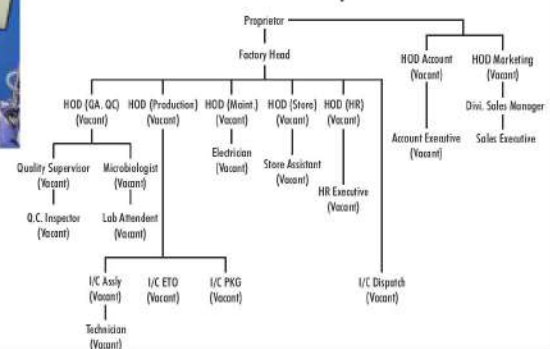 Proprietor
Factory Head
HOD Account
(Vacant)
HOD Marketing
(Vacant)
Divi. Sales Manager
Account Executive
(Vacant)
Sales Executive
HOD (QA, QC)
(Vacant)
HOD (Production)
(Vacant)
HOD (Maint.)
(Vacant)
HOD (Store)
(Vacant)
HOD (HR)
(Vacant)
Electrician
(Vacant)
Store Assistant
(Vacant)
HR Executive
(Vacant)
Quality Supervisor
(Vacant)
Microbiologist
(Vacant)
Q.C. Inspector
(Vacant)
Lab Attendent
(Vacant)
I/C Assly
(Vacant)
I/C ETO
(Vacant)
I/C PKG
(Vacant)
I/C Dispatch
(Vacant)
Technician
(Vacant)